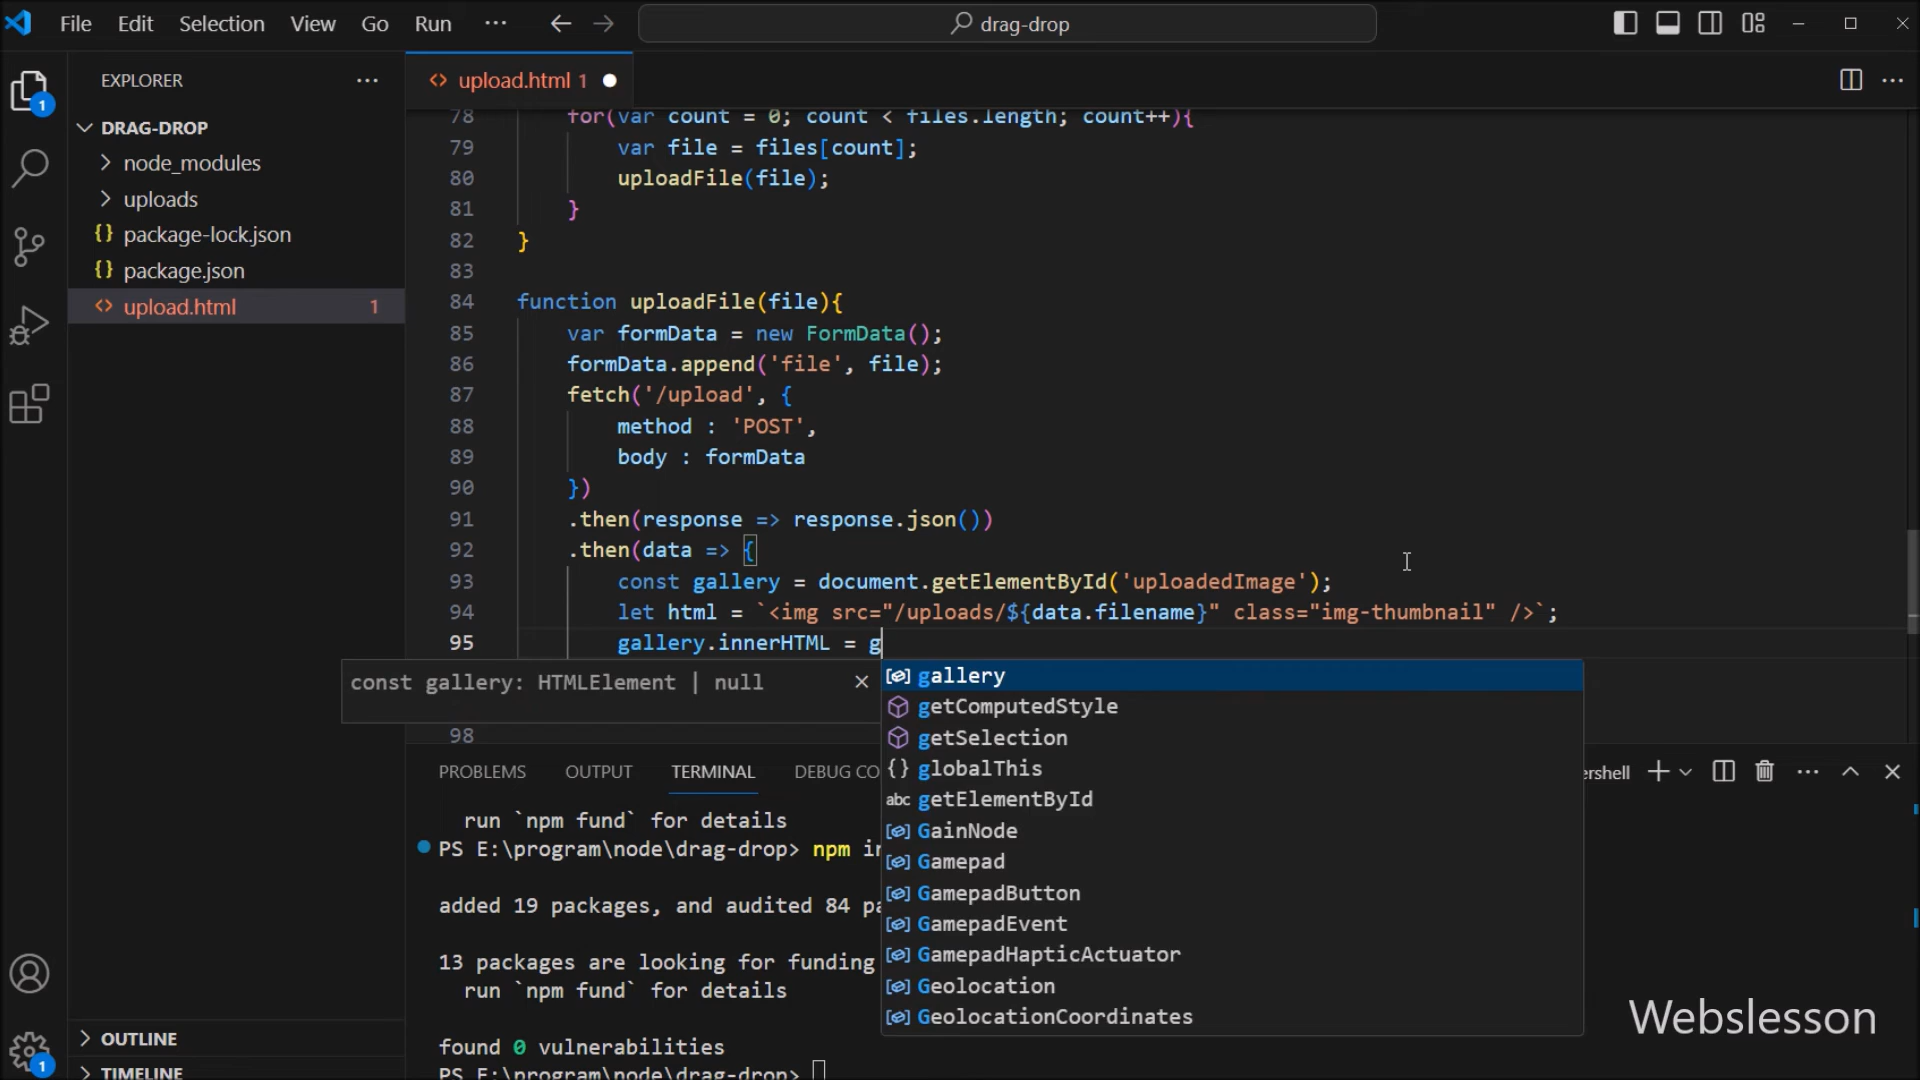 File Edit Selection View Go Run ··· drag-drop
EXPLORER ···
upload.html 1
DRAG-DROP
node_modules
uploads
{} package-lock.json
{} package.json
<> upload.html 1
OUTLINE
TIMELINE
1
1
78 for(var count = 0; count < files.length; count++){
79 var file = files[count];
80 uploadFile(file);
81 }
82 }
83
84 function uploadFile(file){
85 var formData = new FormData();
86 formData.append('file', file);
87 fetch('/upload', {
88 method : 'POST',
89 body : formData
90 })
91 .then(response => response.json())
92 .then(data => {
93 const gallery = document.getElementById('uploadedImage');
94 let html = `<img src="/uploads/${data.filename}" class="img-thumbnail" />`;
95 gallery.innerHTML = g
const gallery: HTMLElement | null
98
gallery
getComputedStyle
getSelection
{} globalThis
abc getElementById
GainNode
Gamepad
GamepadButton
GamepadEvent
GamepadHapticActuator
Geolocation
GeolocationCoordinates
PROBLEMS OUTPUT TERMINAL DEBUG CO ershell
run `npm fund` for details
PS E:\program\node\drag-drop> npm in
added 19 packages, and audited 84 pa
13 packages are looking for funding
run `npm fund` for details
found 0 vulnerabilities
PS E:\program\node\drag-drop>
Webslesson